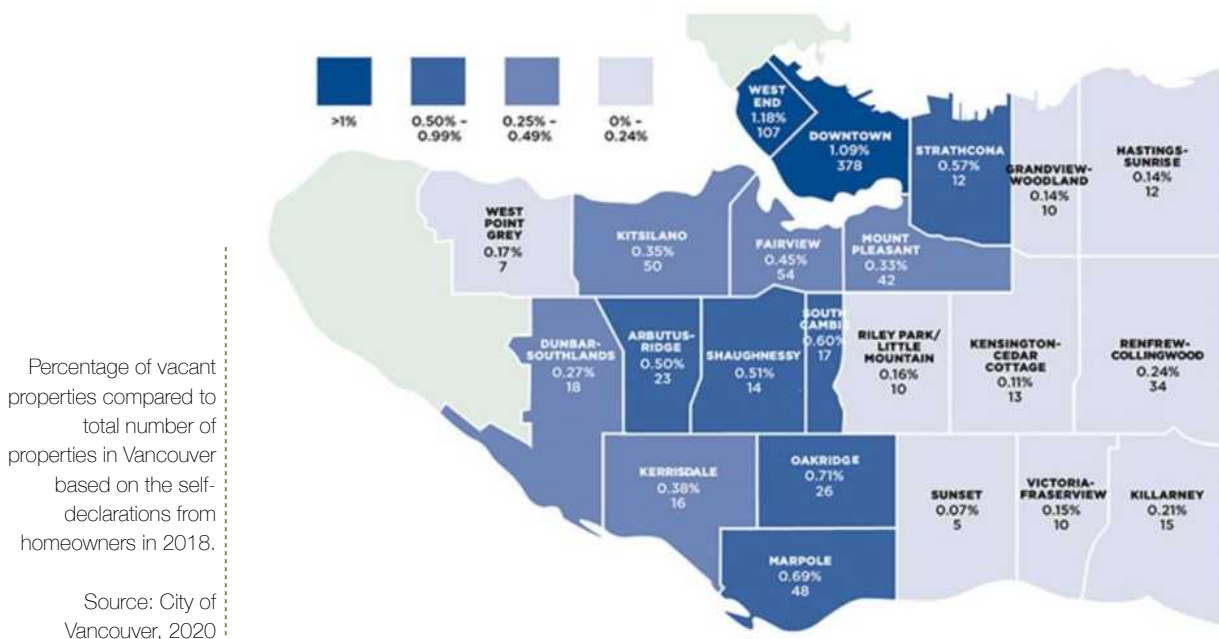 >1%
0.50% -
0.99%
0.25% -
0.49%
0% -
0.24%
WEST
END
1.18%
107
DOWNTOWN
1.09%
378
STRATHCONA
0.57%
12
GRANDVIEW-
WOODLAND
0.14%
10
HASTINGS-
SUNRISE
0.14%
12
WEST
POINT
GREY
0.17%
7
KITSILANO
0.35%
50
FAIRVIEW
0.45%
54
MOUNT
PLEASANT
0.33%
42
DUNBAR-
SOUTHLANDS
0.27%
18
ARBUTUS-
RIDGE
0.50%
23
SHAUGHNESSY
0.51%
14
SOUTH
CAMBIE
0.60%
17
RILEY PARK/
LITTLE
MOUNTAIN
0.16%
10
KENSINGTON-
CEDAR
COTTAGE
0.11%
13
RENFREW-
COLLINGWOOD
0.24%
34
KERRISDALE
0.38%
16
OAKRIDGE
0.71%
26
MARPOLE
0.69%
48
SUNSET
0.07%
5
VICTORIA-
FRASERVIEW
0.15%
10
KILLARNEY
0.21%
15
Percentage of vacant
properties compared to
total number of
properties in Vancouver
based on the self-
declarations from
homeowners in 2018.
Source: City of
Vancouver, 2020